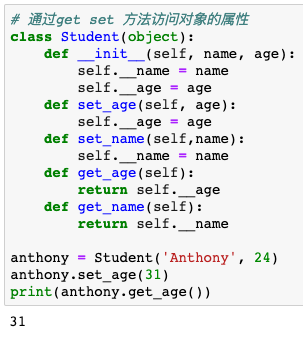 # 通过get set 方法访问对象的属性
class Student(object):
    def __init__(self, name, age):
        self.__name = name
        self.__age = age
    def set_age(self, age):
        self.__age = age
    def set_name(self,name):
        self.__name = name
    def get_age(self):
        return self.__age
    def get_name(self):
        return self.__name
anthony = Student('Anthony', 24)
anthony.set_age(31)
print(anthony.get_age())
31